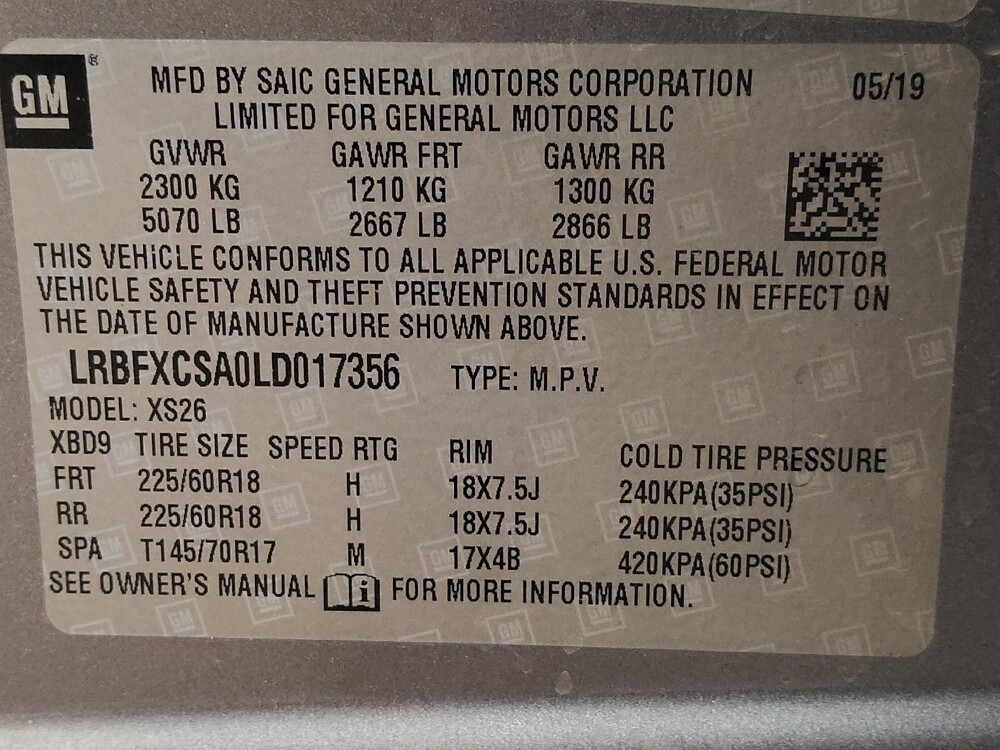 GM ®
MFD BY SAIC GENERAL MOTORS CORPORATION 05/19
LIMITED FOR GENERAL MOTORS LLC
GVWR GAWR FRT GAWR RR
2300 KG 1210 KG 1300 KG
5070 LB 2667 LB 2866 LB
THIS VEHICLE CONFORMS TO ALL APPLICABLE U.S. FEDERAL MOTOR
VEHICLE SAFETY AND THEFT PREVENTION STANDARDS IN EFFECT ON
THE DATE OF MANUFACTURE SHOWN ABOVE.
LRBFXCSA0LD017356 TYPE: M.P.V.
MODEL: XS26
XBD9 TIRE SIZE SPEED RTG RIM COLD TIRE PRESSURE
FRT 225/60R18 H 18X7.5J 240KPA(35PSI)
RR 225/60R18 H 18X7.5J 240KPA(35PSI)
SPA T145/70R17 M 17X4B 420KPA(60PSI)
SEE OWNER'S MANUAL i FOR MORE INFORMATION.